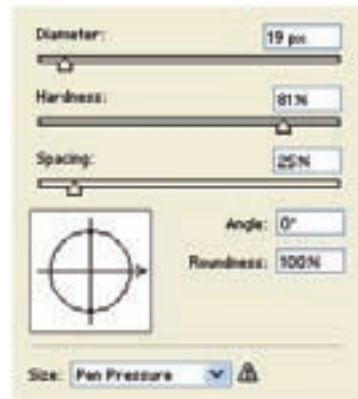 Diameter: 19 px
Hardness: 81%
Spacing: 25%
Angle: 0°
Roundness: 100%
Size: Pen Pressure